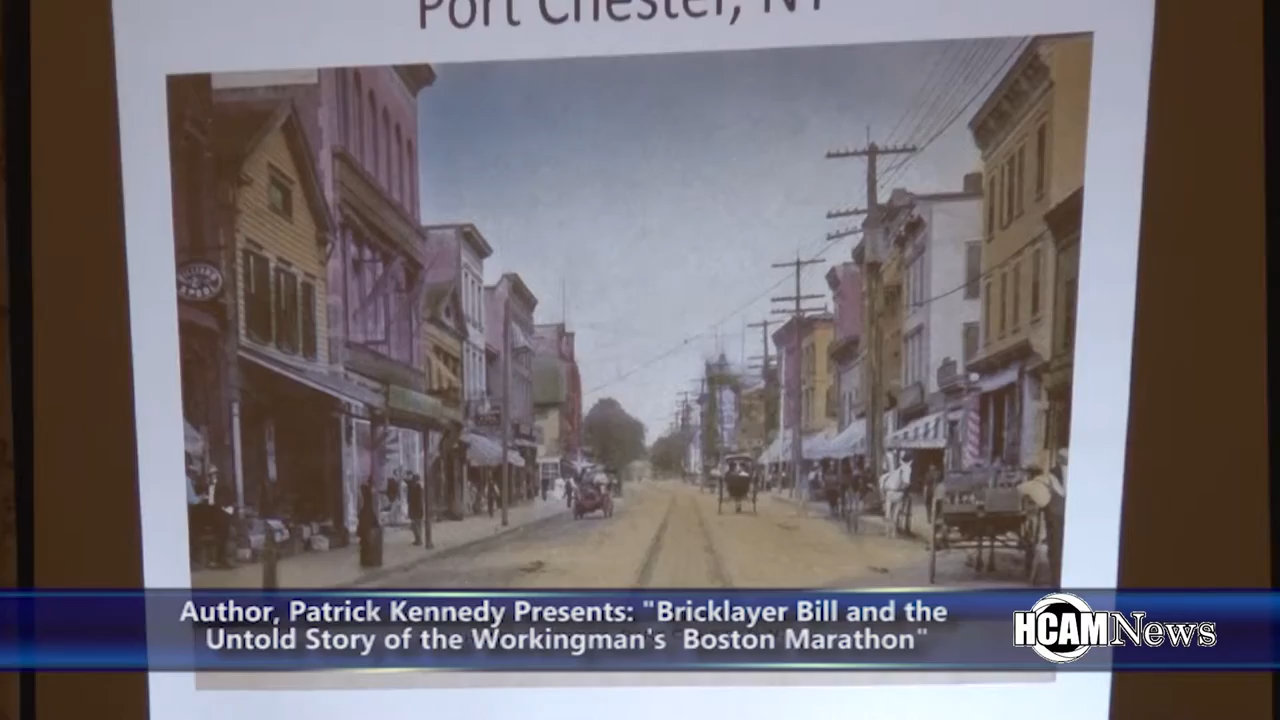 Port Chester, NY
Author, Patrick Kennedy Presents: "Bricklayer Bill and the
Untold Story of the Workingman's Boston Marathon"
HCAM News